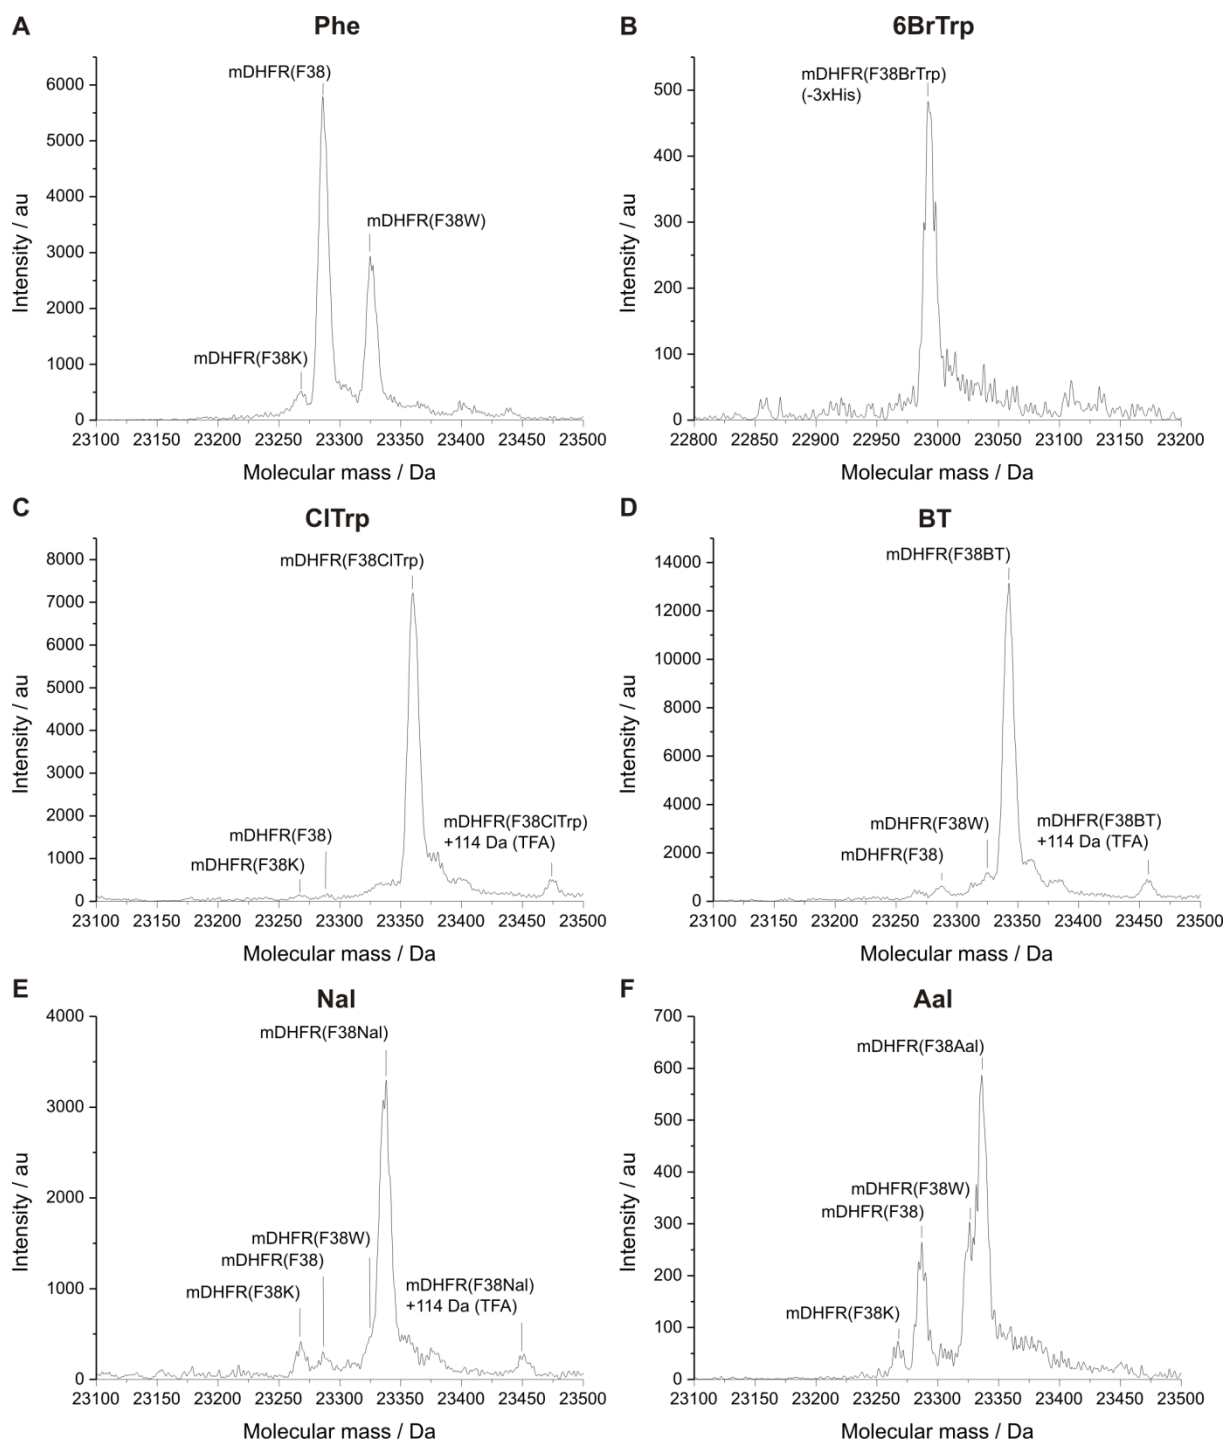 A
Phe
mDHFR(F38)
mDHFR(F38W)
mDHFR(F38K)
6000
5000
4000
3000
2000
1000
0
Intensity / au
23100 23150 23200 23250 23300 23350 23400 23450 23500
Molecular mass / Da
B
6BrTrp
mDHFR(F38BrTrp)
(-3xHis)
500
400
300
200
100
0
Intensity / au
22800 22850 22900 22950 23000 23050 23100 23150 23200
Molecular mass / Da
C
ClTrp
mDHFR(F38ClTrp)
mDHFR(F38ClTrp)
+114 Da (TFA)
mDHFR(F38)
mDHFR(F38K)
8000
7000
6000
5000
4000
3000
2000
1000
0
Intensity / au
23100 23150 23200 23250 23300 23350 23400 23450 23500
Molecular mass / Da
D
BT
mDHFR(F38BT)
mDHFR(F38W)
mDHFR(F38BT)
+114 Da (TFA)
mDHFR(F38)
14000
12000
10000
8000
6000
4000
2000
0
Intensity / au
23100 23150 23200 23250 23300 23350 23400 23450 23500
Molecular mass / Da
E
Nal
mDHFR(F38Nal)
mDHFR(F38W)
mDHFR(F38)
mDHFR(F38K)
mDHFR(F38Nal)
+114 Da (TFA)
4000
3000
2000
1000
0
Intensity / au
23100 23150 23200 23250 23300 23350 23400 23450 23500
Molecular mass / Da
F
Aal
mDHFR(F38Aal)
mDHFR(F38W)
mDHFR(F38)
mDHFR(F38K)
700
600
500
400
300
200
100
0
Intensity / au
23100 23150 23200 23250 23300 23350 23400 23450 23500
Molecular mass / Da